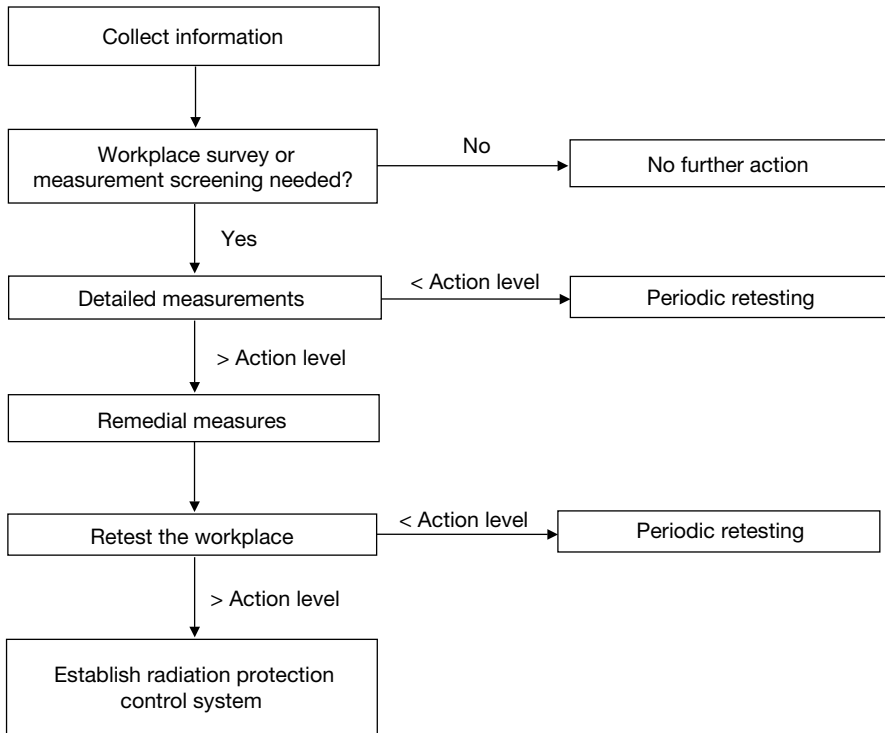 Collect information
Workplace survey or
measurement screening needed?
No
No further action
Yes
Detailed measurements
< Action level
Periodic retesting
> Action level
Remedial measures
Retest the workplace
< Action level
Periodic retesting
> Action level
Establish radiation protection
control system